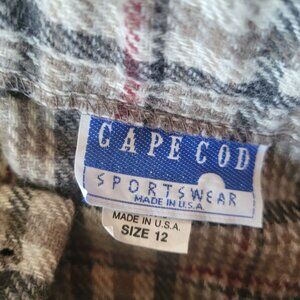 CAPE COD
SPORTSWEAR
MADE IN U.S.A.
MADE IN U.S.A.
SIZE 12